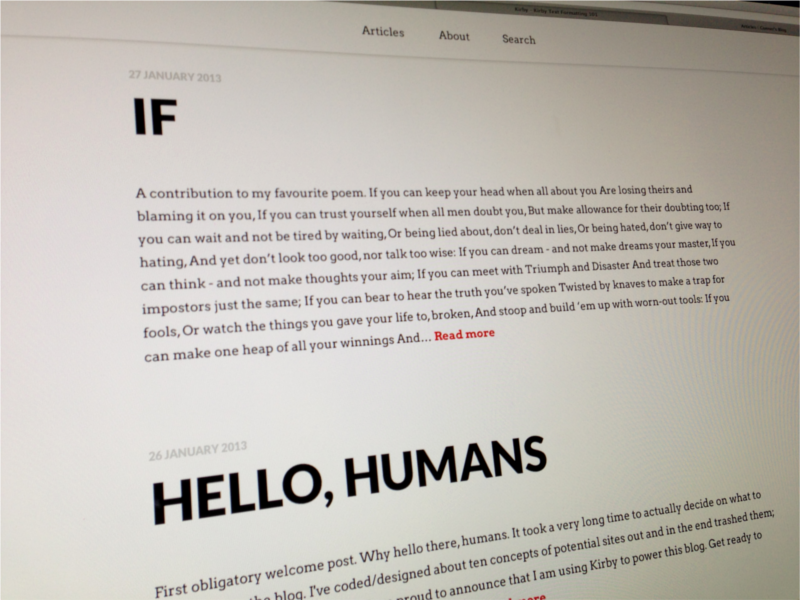 Kirby - Kirby Text Formatting 101
Articles
About
Search
27 JANUARY 2013
IF
A contribution to my favourite poem. If you can keep your head when all about you Are losing theirs and
blaming it on you, If you can trust yourself when all men doubt you, But make allowance for their doubting too; If
you can wait and not be tired by waiting, Or being lied about, don't deal in lies, Or being hated, don't give way to
hating, And yet don't look too good, nor talk too wise: If you can dream - and not make dreams your master, If you
can think - and not make thoughts your aim; If you can meet with Triumph and Disaster And treat those two
impostors just the same; If you can bear to hear the truth you've spoken Twisted by knaves to make a trap for
fools, Or watch the things you gave your life to, broken, And stoop and build 'em up with worn-out tools: If you
can make one heap of all your winnings And... Read more
26 JANUARY 2013
HELLO, HUMANS
First obligatory welcome post. Why hello there, humans. It took a very long time to actually decide on what to
the blog. I've coded/designed about ten concepts of potential sites out and in the end trashed them;
proud to announce that I am using Kirby to power this blog. Get ready to
more